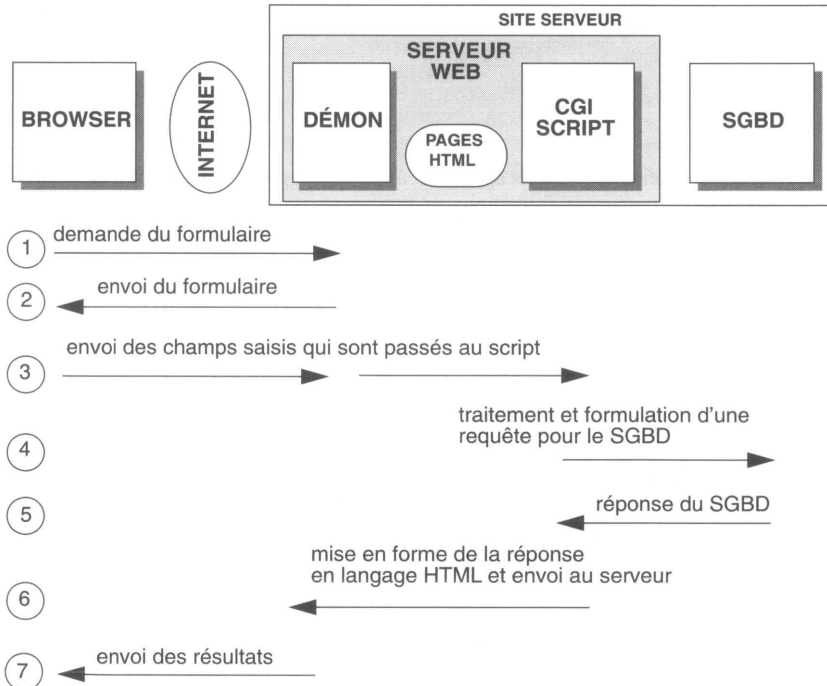 SITE SERVEUR
SERVEUR
WEB
BROWSER
INTERNET
DÉMON
PAGES
HTML
CGI
SCRIPT
SGBD
1 demande du formulaire
2 envoi du formulaire
3 envoi des champs saisis qui sont passés au script
4 traitement et formulation d'une
requête pour le SGBD
5 réponse du SGBD
6 mise en forme de la réponse
en langage HTML et envoi au serveur
7 envoi des résultats